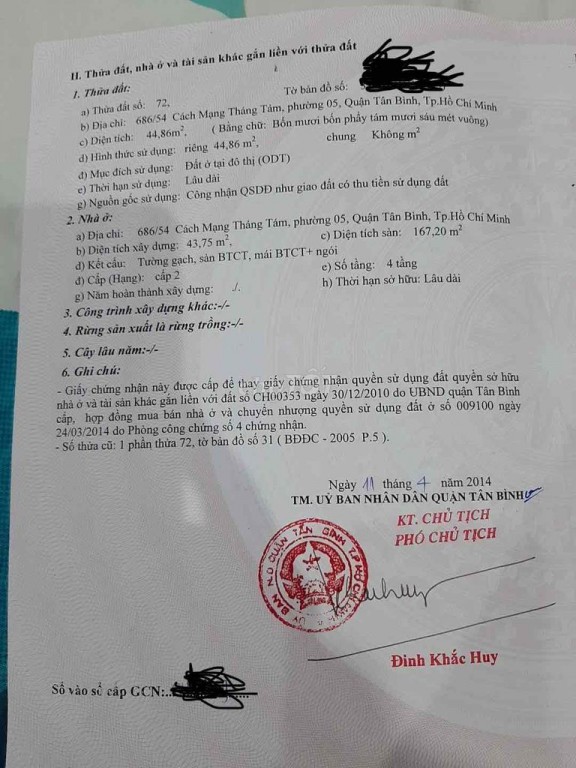 II. Thửa đất, nhà ở và tài sản khác gắn liền với thửa đất
1. Thửa đất:
a) Thửa đất số: 72, Tờ bản đồ số:
b) Địa chỉ: 686/54 Cách Mạng Tháng Tám, phường 05, Quận Tân Bình, Tp.Hồ Chí Minh
c) Diện tích: 44,86m², ( Bằng chữ: Bốn mươi bốn phẩy tám mươi sáu mét vuông)
d) Hình thức sử dụng: riêng 44,86 m², chung Không m²
đ) Mục đích sử dụng: Đất ở tại đô thị (ODT)
e) Thời hạn sử dụng: Lâu dài
g) Nguồn gốc sử dụng: Công nhận QSDĐ như giao đất có thu tiền sử dụng đất
2. Nhà ở:
a) Địa chỉ: 686/54 Cách Mạng Tháng Tám, phường 05, Quận Tân Bình, Tp.Hồ Chí Minh
b) Diện tích xây dựng: 43,75 m², c) Diện tích sàn: 167,20 m²
d) Kết cấu: Tường gạch, sàn BTCT, mái BTCT+ ngói
đ) Cấp (Hạng): cấp 2 e) Số tầng: 4 tầng
g) Năm hoàn thành xây dựng: ./. h) Thời hạn sở hữu: Lâu dài
3. Công trình xây dựng khác:-/-
4. Rừng sản xuất là rừng trồng:-/-
5. Cây lâu năm:-/-
6. Ghi chú:
- Giấy chứng nhận này được cấp để thay giấy chứng nhận quyền sử dụng đất quyền sở hữu
nhà ở và tài sản khác gắn liền với đất số CH00353 ngày 30/12/2010 do UBND quận Tân Bình
cấp, hợp đồng mua bán nhà ở và chuyển nhượng quyền sử dụng đất ở số 009100 ngày
24/03/2014 do Phòng công chứng số 4 chứng nhận.
- Số thửa cũ: 1 phần thửa 72, tờ bản đồ số 31 ( BĐĐC - 2005 P.5 ).
Ngày 11 tháng 4 năm 2014
TM. UỶ BAN NHÂN DÂN QUẬN TÂN BÌNH
KT. CHỦ TỊCH
PHÓ CHỦ TỊCH
Đinh Khắc Huy
Số vào sổ cấp GCN: